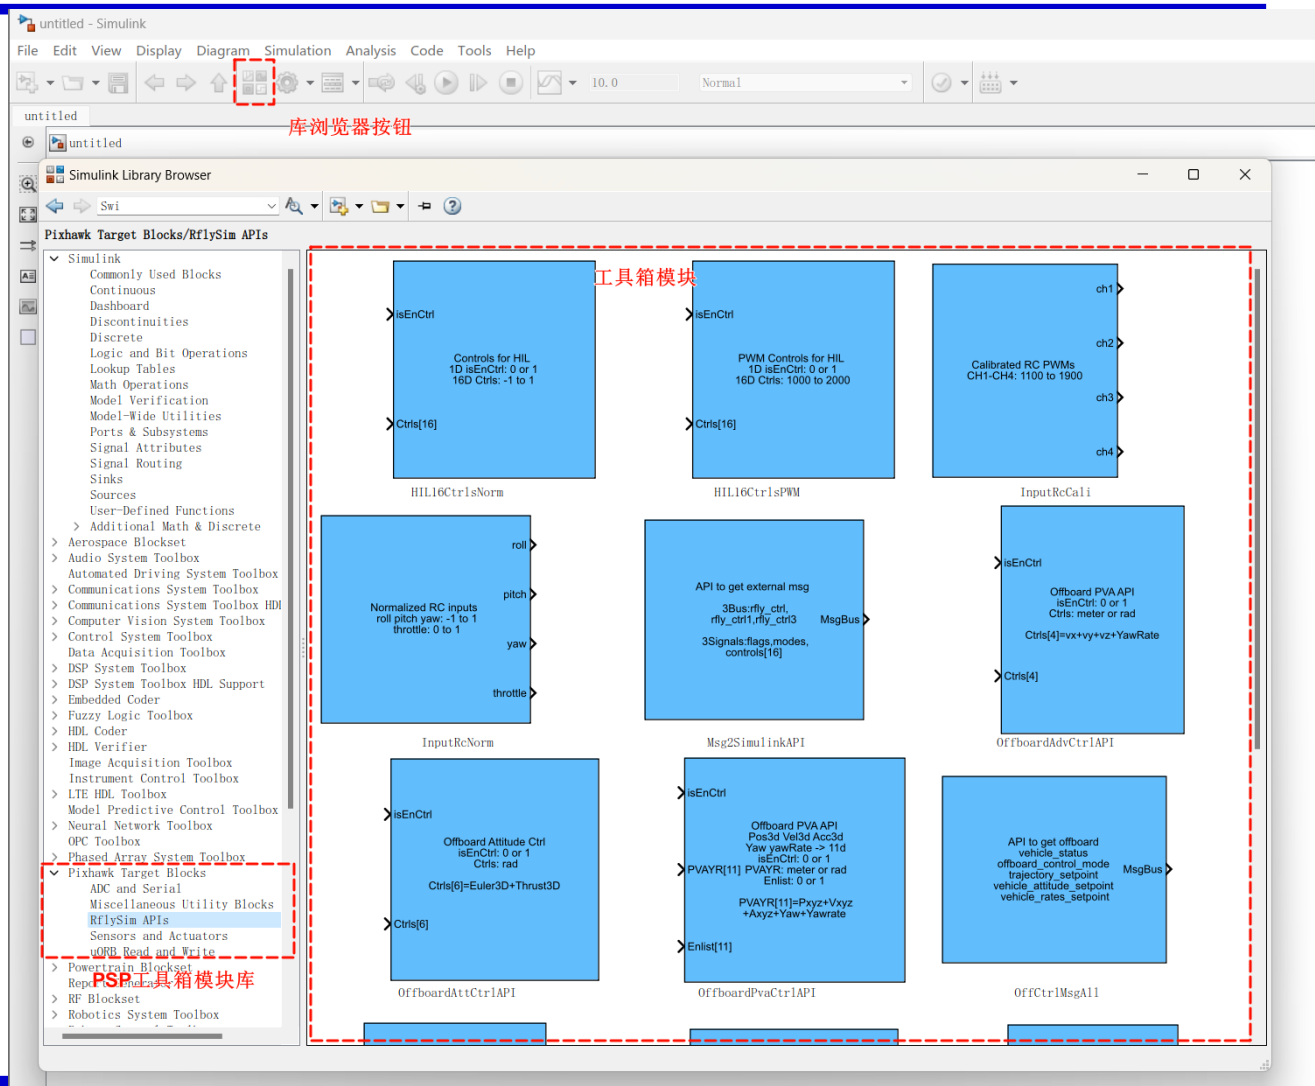 untitled - Simulink
File Edit View Display Diagram Simulation Analysis Code Tools Help
10.0 Normal
untitled
库浏览器按钮
untitled
Simulink Library Browser
Swi
Pixhawk Target Blocks/RflySim APIs
Simulink
Commonly Used Blocks
Continuous
Dashboard
Discontinuities
Discrete
Logic and Bit Operations
Lookup Tables
Math Operations
Model Verification
Model-Wide Utilities
Ports & Subsystems
Signal Attributes
Signal Routing
Sinks
Sources
User-Defined Functions
Additional Math & Discrete
Aerospace Blockset
Audio System Toolbox
Automated Driving System Toolbox
Communications System Toolbox
Communications System Toolbox HDL
Computer Vision System Toolbox
Control System Toolbox
Data Acquisition Toolbox
DSP System Toolbox
DSP System Toolbox HDL Support
Embedded Coder
Fuzzy Logic Toolbox
HDL Coder
HDL Verifier
Image Acquisition Toolbox
Instrument Control Toolbox
LTE HDL Toolbox
Model Predictive Control Toolbox
Neural Network Toolbox
OPC Toolbox
Phased Array System Toolbox
Pixhawk Target Blocks
ADC and Serial
Miscellaneous Utility Blocks
RflySim APIs
Sensors and Actuators
uORB Read and Write
Powertrain Blockset
PSP工具箱模块库
RF Blockset
Robotics System Toolbox
工具箱模块
isEnCtrl
Controls for HIL
1D isEnCtrl: 0 or 1
16D Ctrls: -1 to 1
Ctrls[16]
HIL16CtrlsNorm
isEnCtrl
PWM Controls for HIL
1D isEnCtrl: 0 or 1
16D Ctrls: 1000 to 2000
Ctrls[16]
HIL16CtrlsPWM
ch1
ch2
Calibrated RC PWMs
CH1-CH4: 1100 to 1900
ch3
ch4
InputRcCali
roll
pitch
Normalized RC inputs
roll pitch yaw: -1 to 1
throttle: 0 to 1
yaw
throttle
InputRcNorm
API to get external msg
3Bus:rfly_ctrl,
rfly_ctrl1,rfly_ctrl3
MsgBus
3Signals:flags,modes,
controls[16]
Msg2SimulinkAPI
isEnCtrl
Offboard PVA API
isEnCtrl: 0 or 1
Ctrls: meter or rad
Ctrls[4]=vx+vy+vz+YawRate
Ctrls[4]
OffboardAdvCtrlAPI
isEnCtrl
Offboard Attitude Ctrl
isEnCtrl: 0 or 1
Ctrls: rad
Ctrls[6]=Euler3D+Thrust3D
Ctrls[6]
OffboardAttCtrlAPI
isEnCtrl
Offboard PVA API
Pos3d Vel3d Acc3d
Yaw yawRate -> 11d
isEnCtrl: 0 or 1
PVAYR[11] PVAYR: meter or rad
Enlist: 0 or 1
PVAYR[11]=Pxyz+Vxyz
+Axyz+Yaw+Yawrate
Enlist[11]
OffboardPvaCtrlAPI
API to get offboard
vehicle_status
offboard_control_mode
trajectory_setpoint
vehicle_attitude_setpoint
vehicle_rates_setpoint
MsgBus
OffCtrlMsgAll